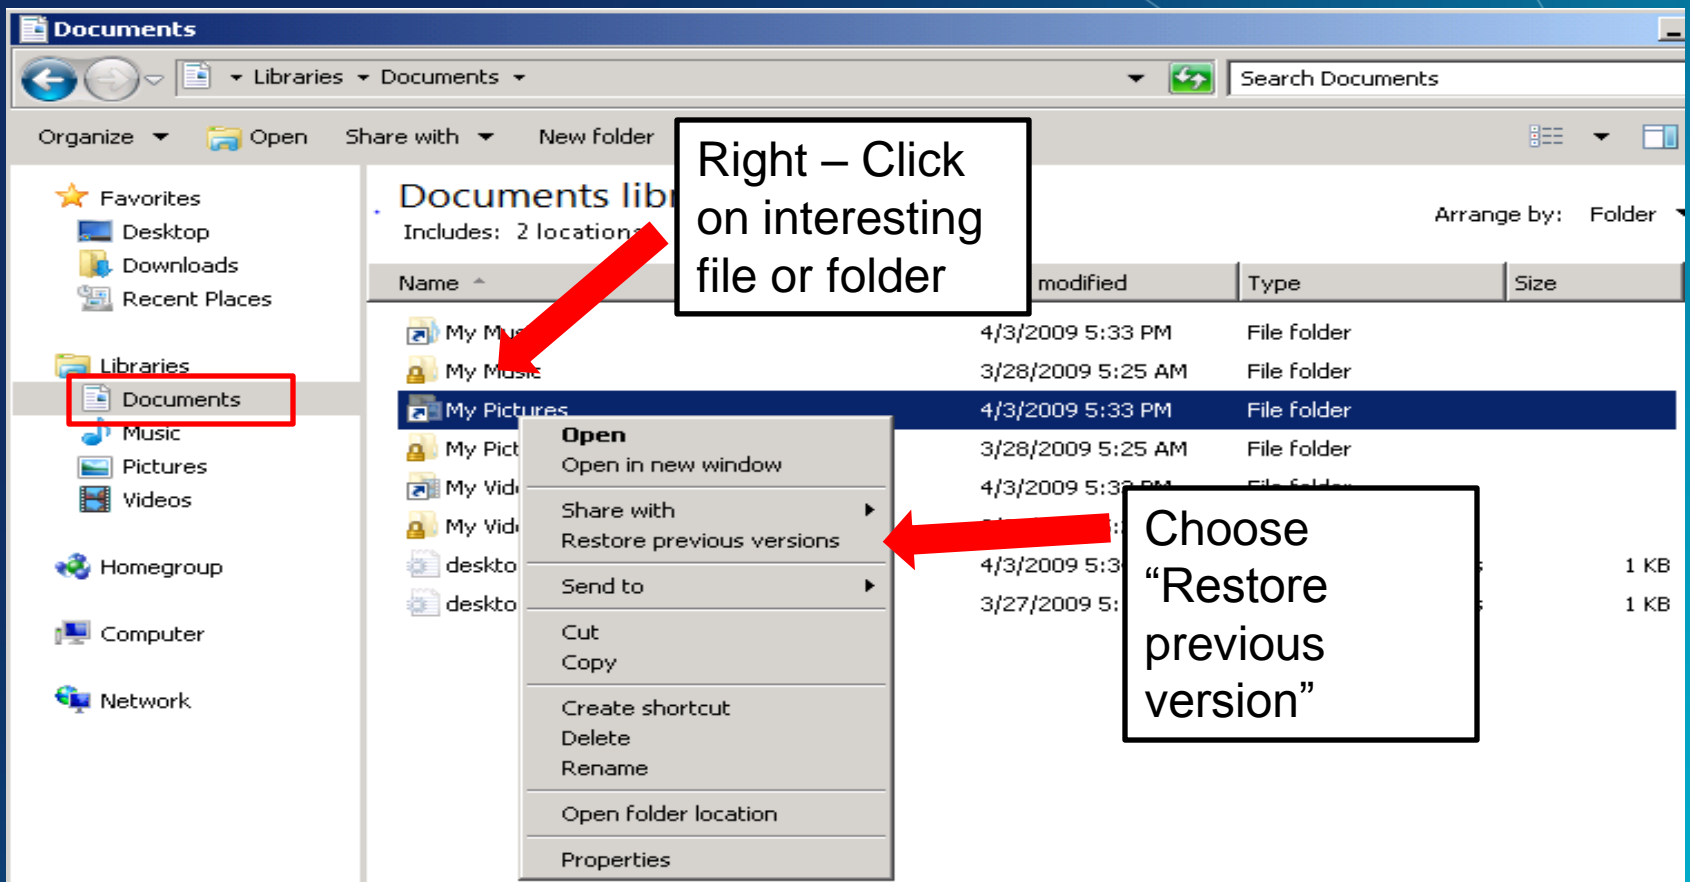 Documents
Libraries Documents
Search Documents
Organize Open Share with New folder
Right – Click
on interesting
file or folder
Favorites
Desktop
Downloads
Recent Places
Libraries
Documents
Music
Pictures
Videos
Homegroup
Computer
Network
Documents
Includes: 2
Arrange by: Folder
Name modified Type Size
My 4/3/2009 5:33 PM File folder
My Music 3/28/2009 5:25 AM File folder
My Pictures 4/3/2009 5:33 PM File folder
My 3/28/2009 5:25 AM File folder
My 4/3/2009
My
4/3/2009 1 KB
3/27/2009 1 KB
Open
Open in new window
Share with
Restore previous versions
Send to
Cut
Copy
Create shortcut
Delete
Rename
Open folder location
Properties
Choose
“Restore
previous
version”